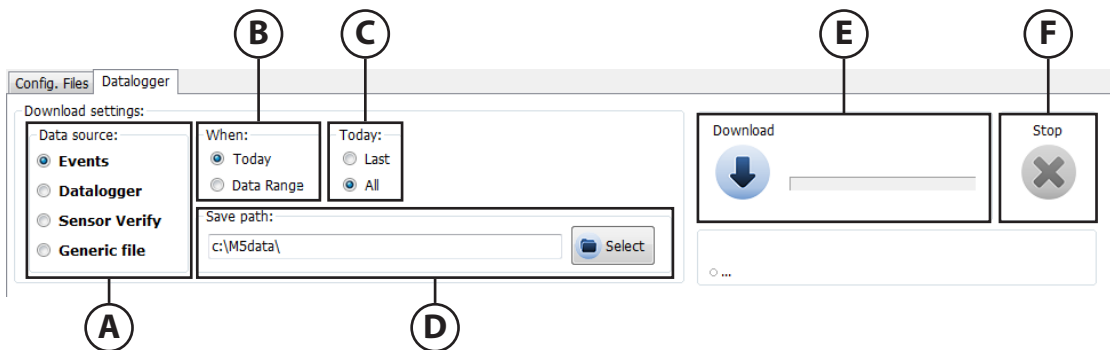 B
C
E
F
Config. Files
Datalogger
Download settings:
Data source:
Events
Datalogger
Sensor Verify
Generic file
When:
Today
Data Range
Today:
Last
All
Save path:
c:\M5data\
Select
Download
Stop
...
A
D